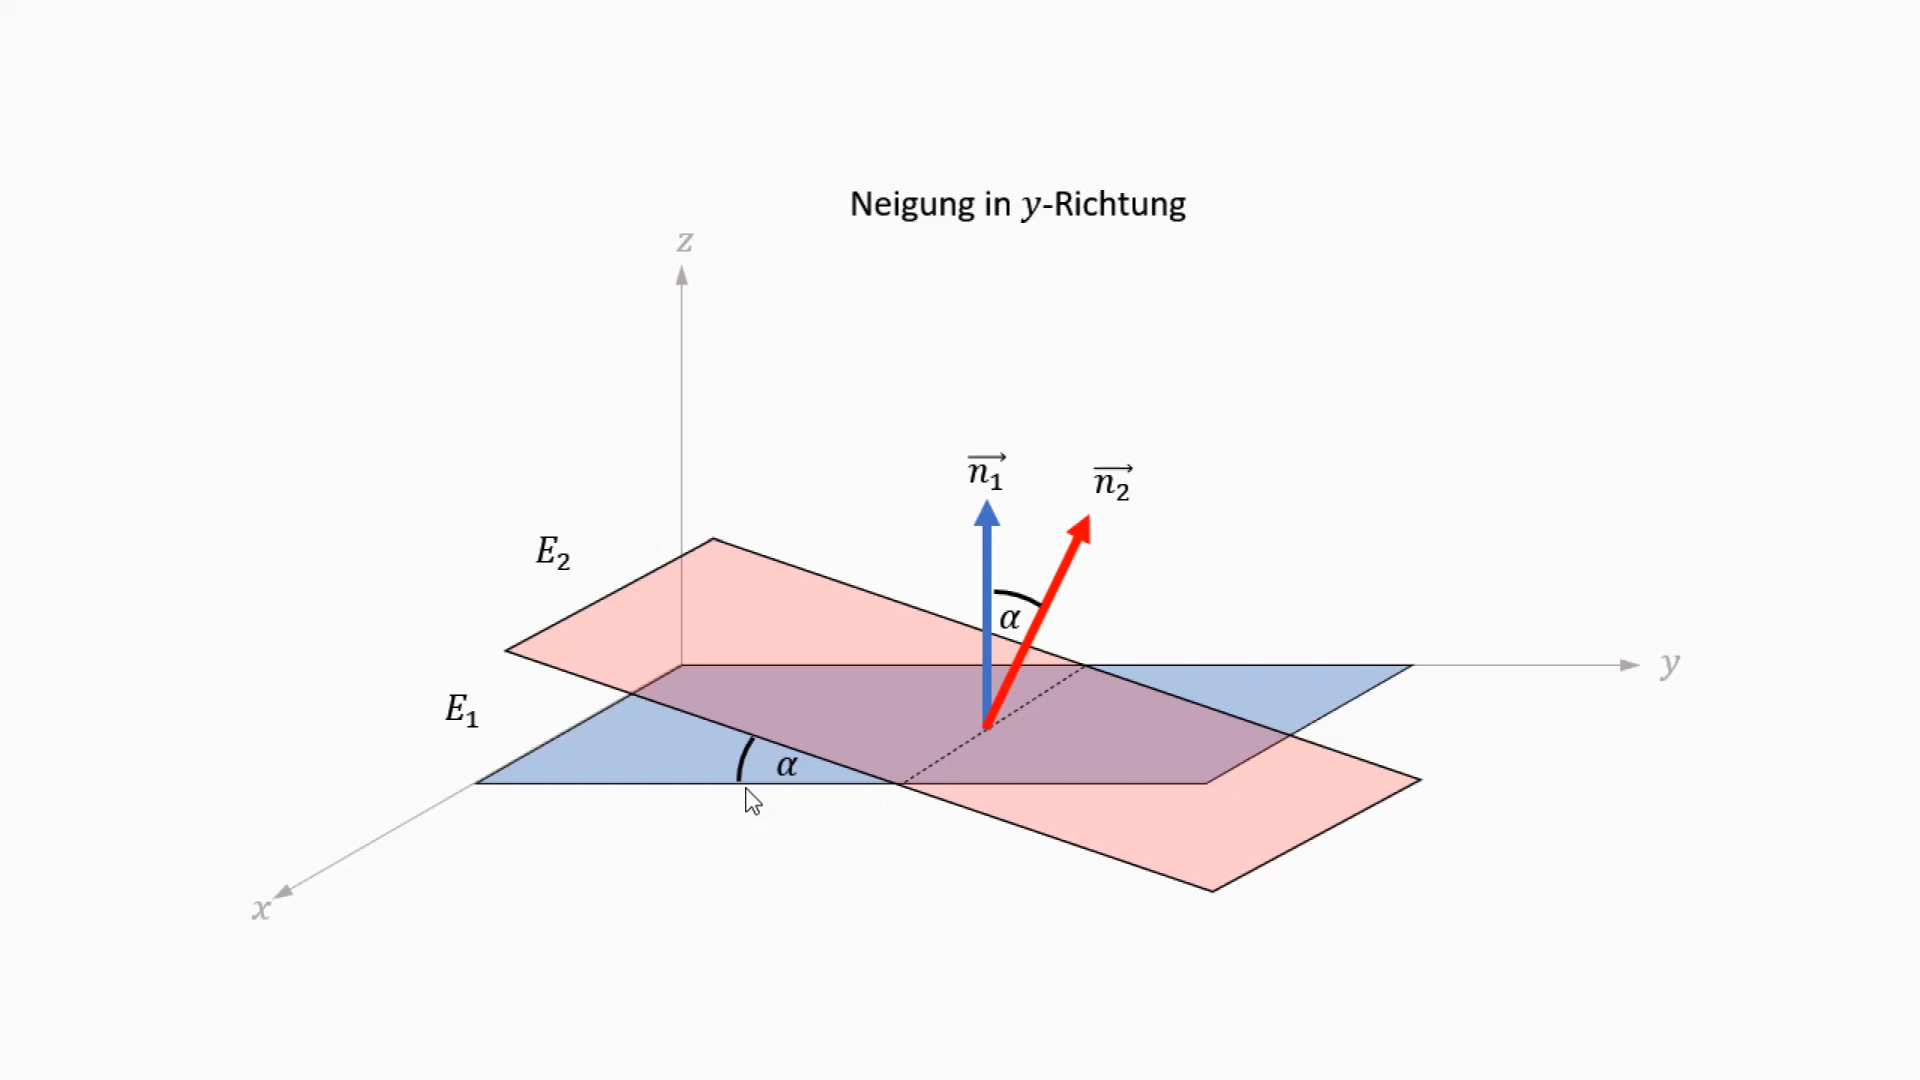 Neigung in y-Richtung
z
n₁
n₂
E₂
α
y
E₁
α
x